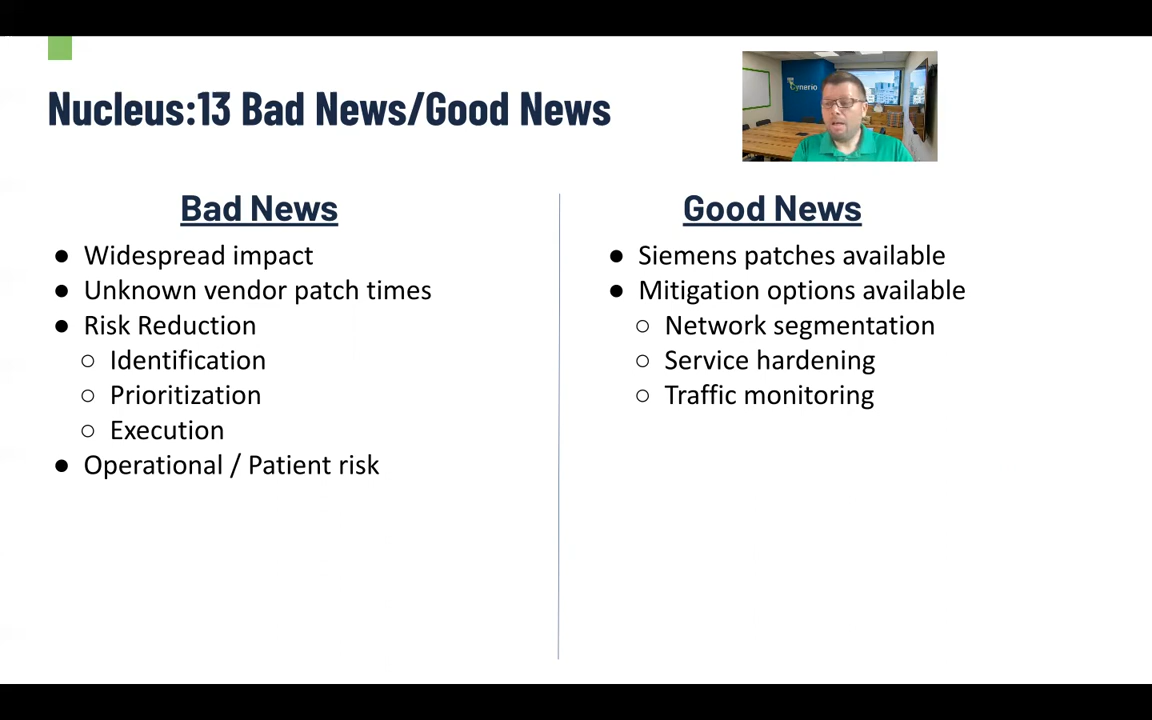 Nucleus:13 Bad News/Good News
Cynerio
Bad News
● Widespread impact
● Unknown vendor patch times
● Risk Reduction
○ Identification
○ Prioritization
○ Execution
● Operational / Patient risk
Good News
● Siemens patches available
● Mitigation options available
○ Network segmentation
○ Service hardening
○ Traffic monitoring